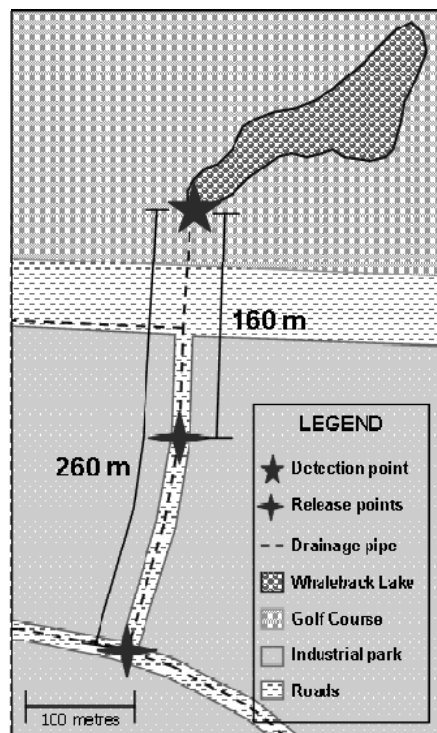 160 m
260 m
LEGEND
Detection point
Release points
Drainage pipe
Whaleback Lake
Golf Course
Industrial park
Roads
100 metres